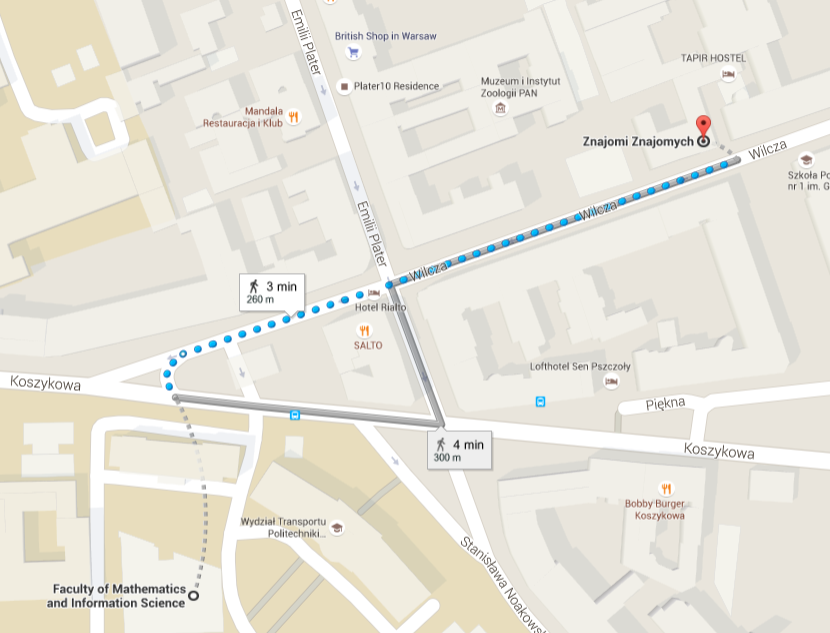 Emilii Plater
British Shop in Warsaw
Plater10 Residence
TAPIR HOSTEL
Muzeum i Instytut
Zoologii PAN
Mandala
Restauracja i Klub
Znajomi Znajomych
Wilcza
Szkoła Po
nr 1 im. G
Emilii Plater
Wilcza
Wilcza
3 min
260 m
Hotel Rialto
SALTO
Lofthotel Sen Pszczoły
Koszykowa
Piękna
4 min
300 m
Koszykowa
Bobby Burger
Koszykowa
Wydział Transportu
Politechniki...
Stanisława Noakows
Faculty of Mathematics
and Information Science